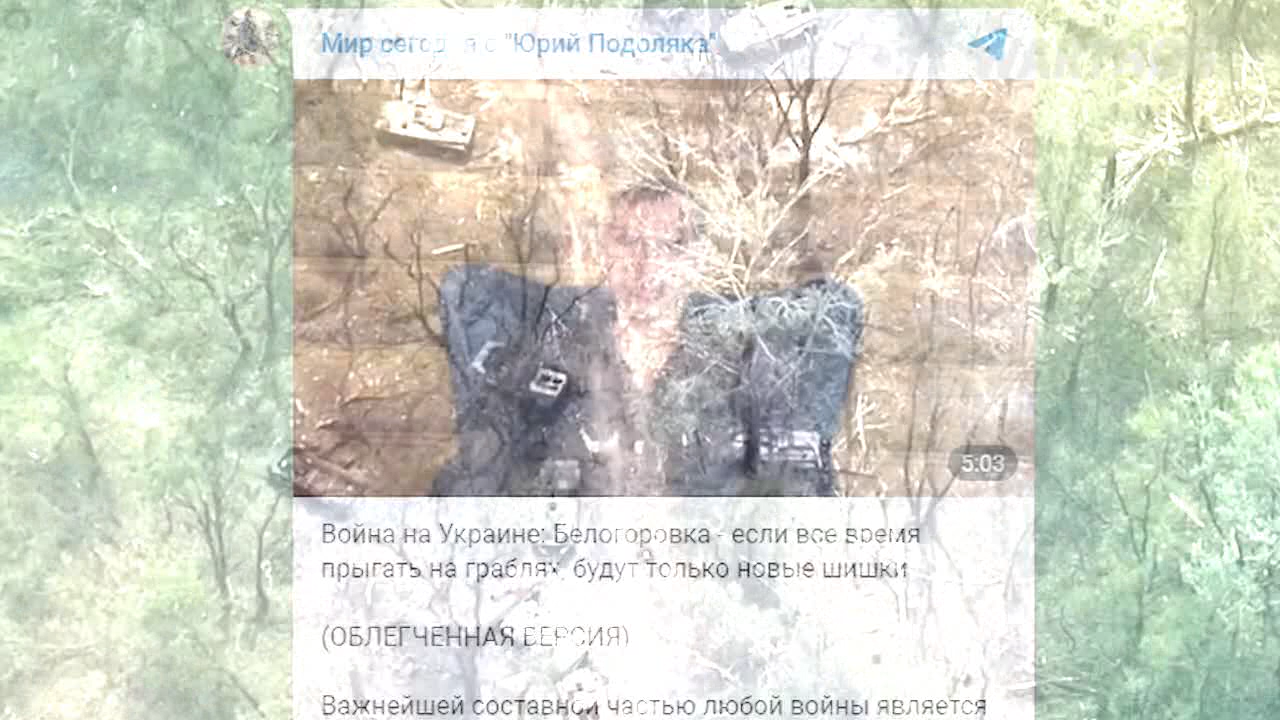 Мир сегодня с "Юрий Подоляка"
5:03
Война на Украине: Белогоровка - если все время
прыгать на граблях, будут только новые шишки
(ОБЛЕГЧЕННАЯ ВЕРСИЯ)
Важнейшей составной частью любой войны является